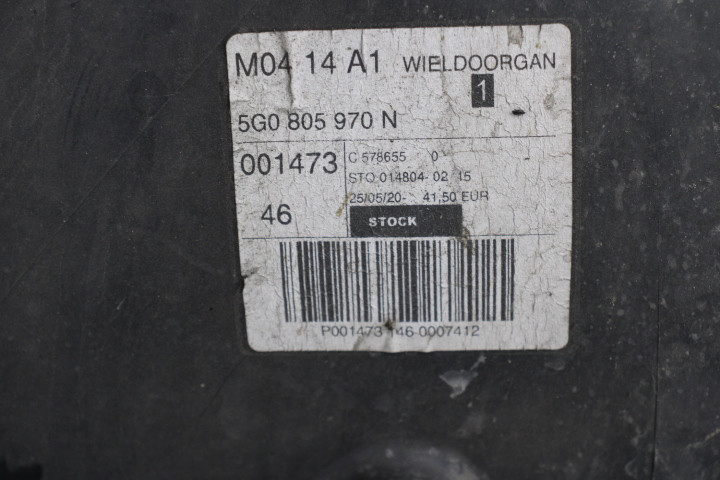 M04 14 A1 WIELDOORGAN
1
5G0 805 970 N
001473
C 578655 0
STO 014804- 02 15
25/05/20- 41,50 EUR
46
STOCK
P001473 146 0007412